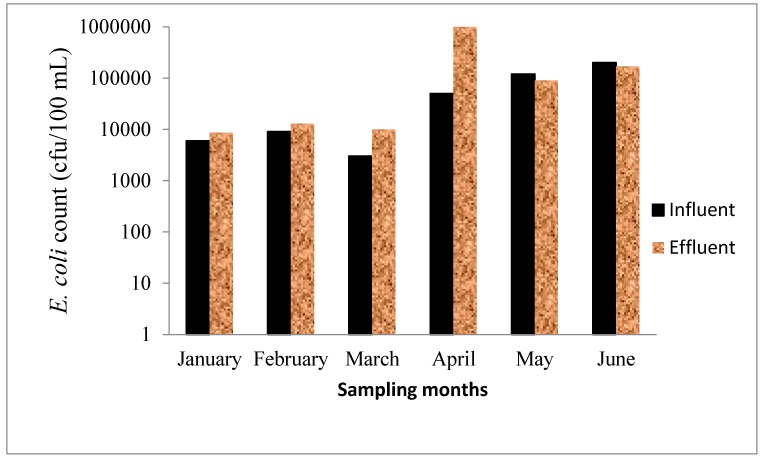 1000000
100000
10000
1000
100
10
1
E. coli count (cfu/100 mL)
January February March April May June
Sampling months
Influent
Effluent